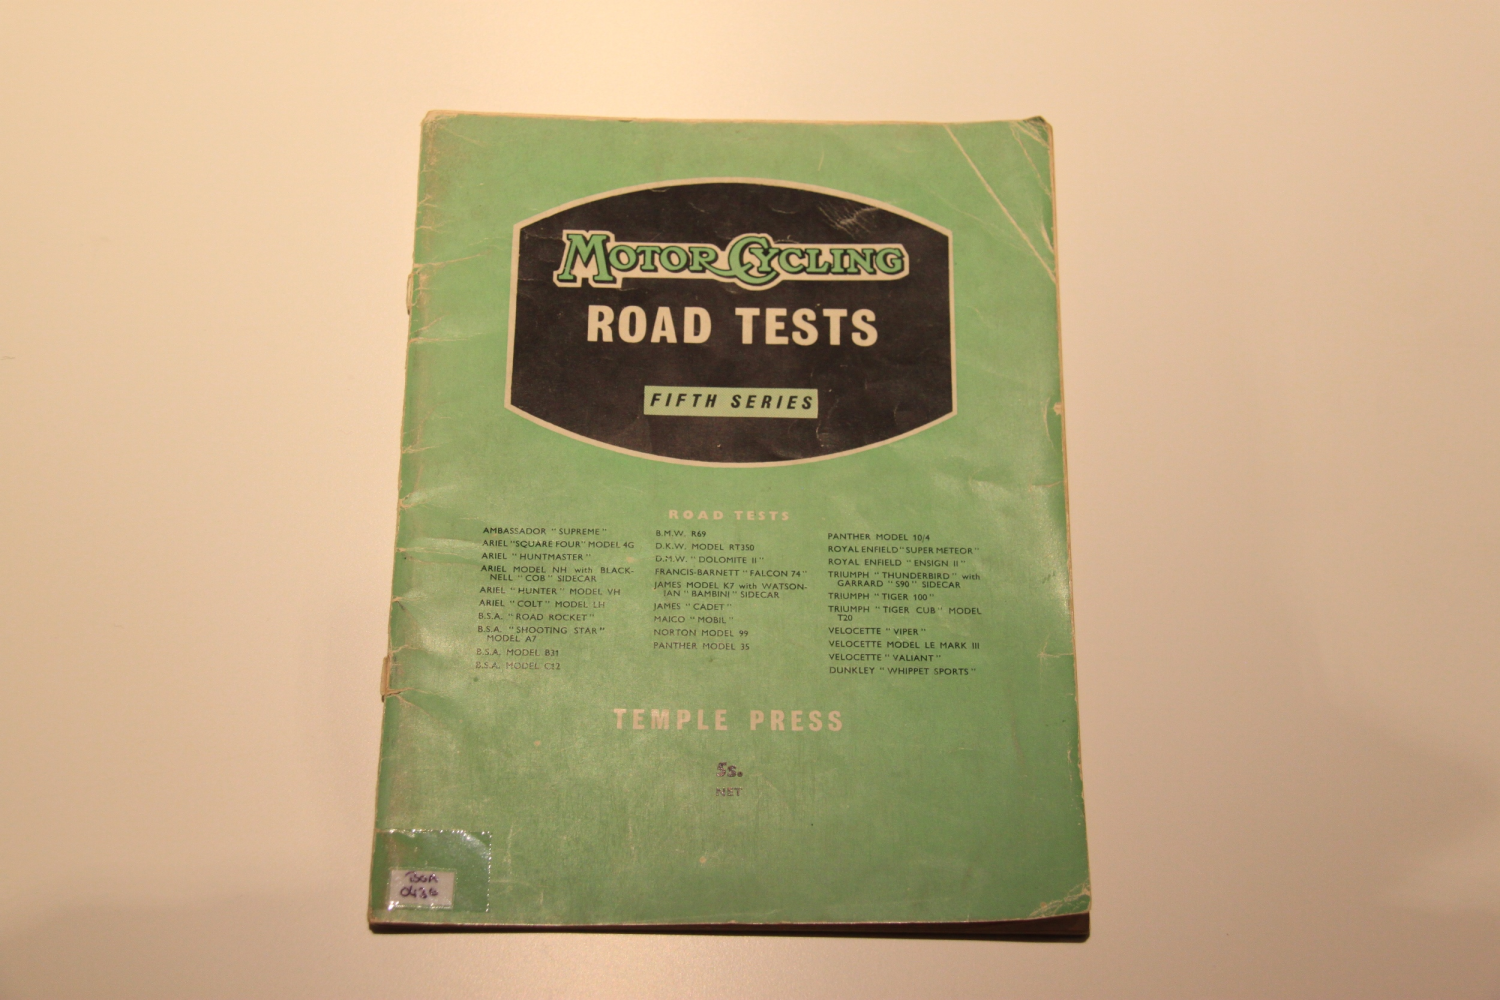 MOTOR CYCLING
ROAD TESTS
FIFTH SERIES
ROAD TESTS
AMBASSADOR "SUPREME"
ARIEL "SQUARE FOUR" MODEL 4G
ARIEL "HUNTMASTER"
ARIEL MODEL NH with BLACK-
NELL "COB" SIDECAR
ARIEL "HUNTER" MODEL VH
ARIEL "COLT" MODEL LH
B.S.A. "ROAD ROCKET"
B.S.A. "SHOOTING STAR"
MODEL A7
B.S.A. MODEL B31
B.S.A. MODEL C12
B.M.W. R69
D.K.W. MODEL RT350
D.M.W. "DOLOMITE II"
FRANCIS-BARNETT "FALCON 74"
JAMES MODEL K7 with WATSON-
IAN "BAMBINI" SIDECAR
JAMES "CADET"
MAICO "MOBIL"
NORTON MODEL 99
PANTHER MODEL 35
PANTHER MODEL 10/4
ROYAL ENFIELD "SUPER METEOR"
ROYAL ENFIELD "ENSIGN II"
TRIUMPH "THUNDERBIRD" with
GARRARD "S90" SIDECAR
TRIUMPH "TIGER 100"
TRIUMPH "TIGER CUB" MODEL
T20
VELOCETTE "VIPER"
VELOCETTE MODEL LE MARK III
VELOCETTE "VALIANT"
DUNKLEY "WHIPPET SPORTS"
TEMPLE PRESS
5s.
NET